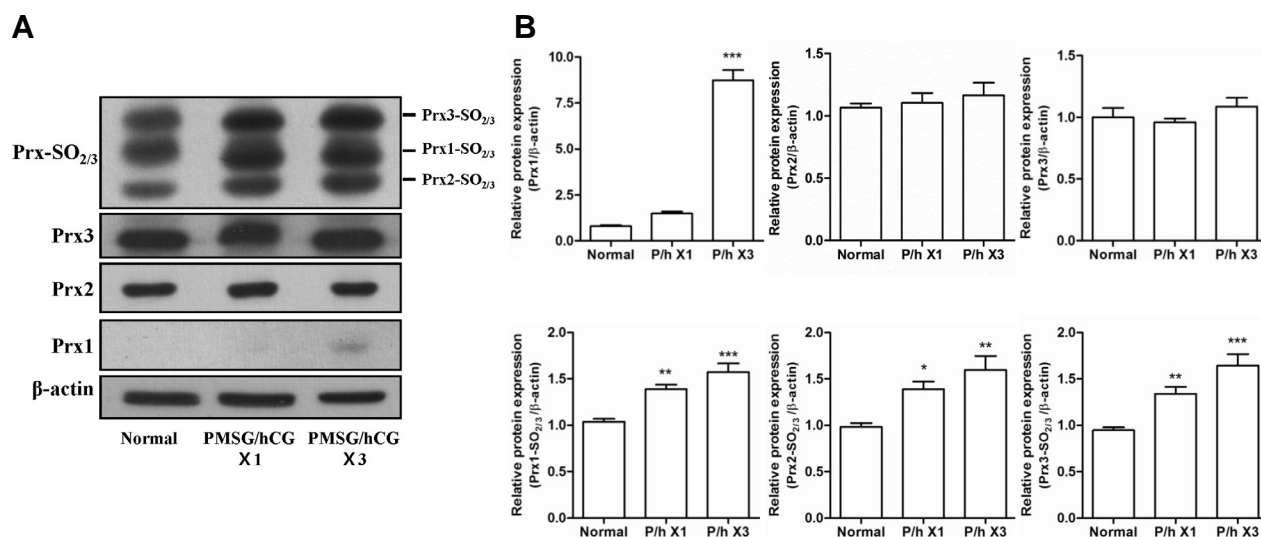 A
Prx-SO2/3
Prx3-SO2/3
Prx1-SO2/3
Prx2-SO2/3
Prx3
Prx2
Prx1
β-actin
Normal
PMSG/hCG
X1
PMSG/hCG
X3
B
Relative protein expression
(Prx1/β-actin)
10.0
7.5
5.0
2.5
0.0
***
Normal
P/h X1
P/h X3
Relative protein expression
(Prx2/β-actin)
1.5
1.0
0.5
0.0
Normal
P/h X1
P/h X3
Relative protein expression
(Prx3/β-actin)
1.5
1.0
0.5
0.0
Normal
P/h X1
P/h X3
Relative protein expression
(Prx1-SO2/3/β-actin)
2.0
1.5
1.0
0.5
0.0
**
***
Normal
P/h X1
P/h X3
Relative protein expression
(Prx2-SO2/3/β-actin)
2.0
1.5
1.0
0.5
0.0
*
**
Normal
P/h X1
P/h X3
Relative protein expression
(Prx3-SO2/3/β-actin)
2.0
1.5
1.0
0.5
0.0
**
***
Normal
P/h X1
P/h X3